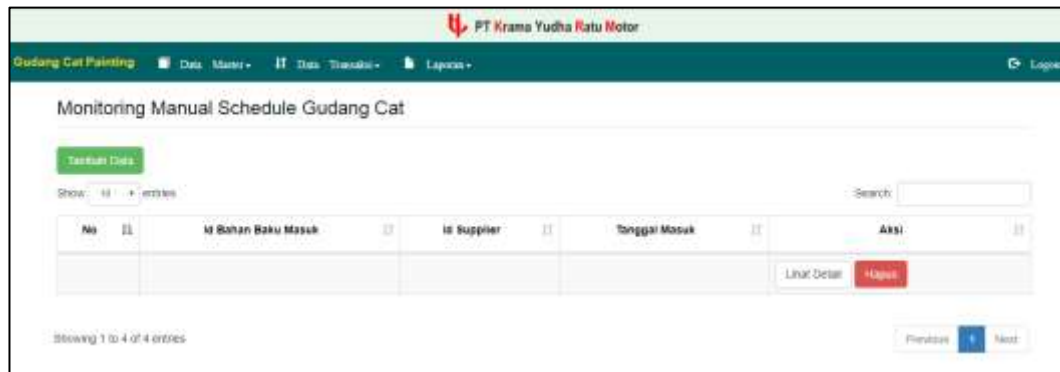 PT Krama Yudha Ratu Motor
Gudang Cat Painting Data Master Data Transaksi Laporan Logout
Monitoring Manual Schedule Gudang Cat
Tambah Data
Show 10 entries Search:
No Id Bahan Baku Masuk Id Supplier Tanggal Masuk Aksi
Lihat Detail Hapus
Showing 1 to 4 of 4 entries Previous 1 Next